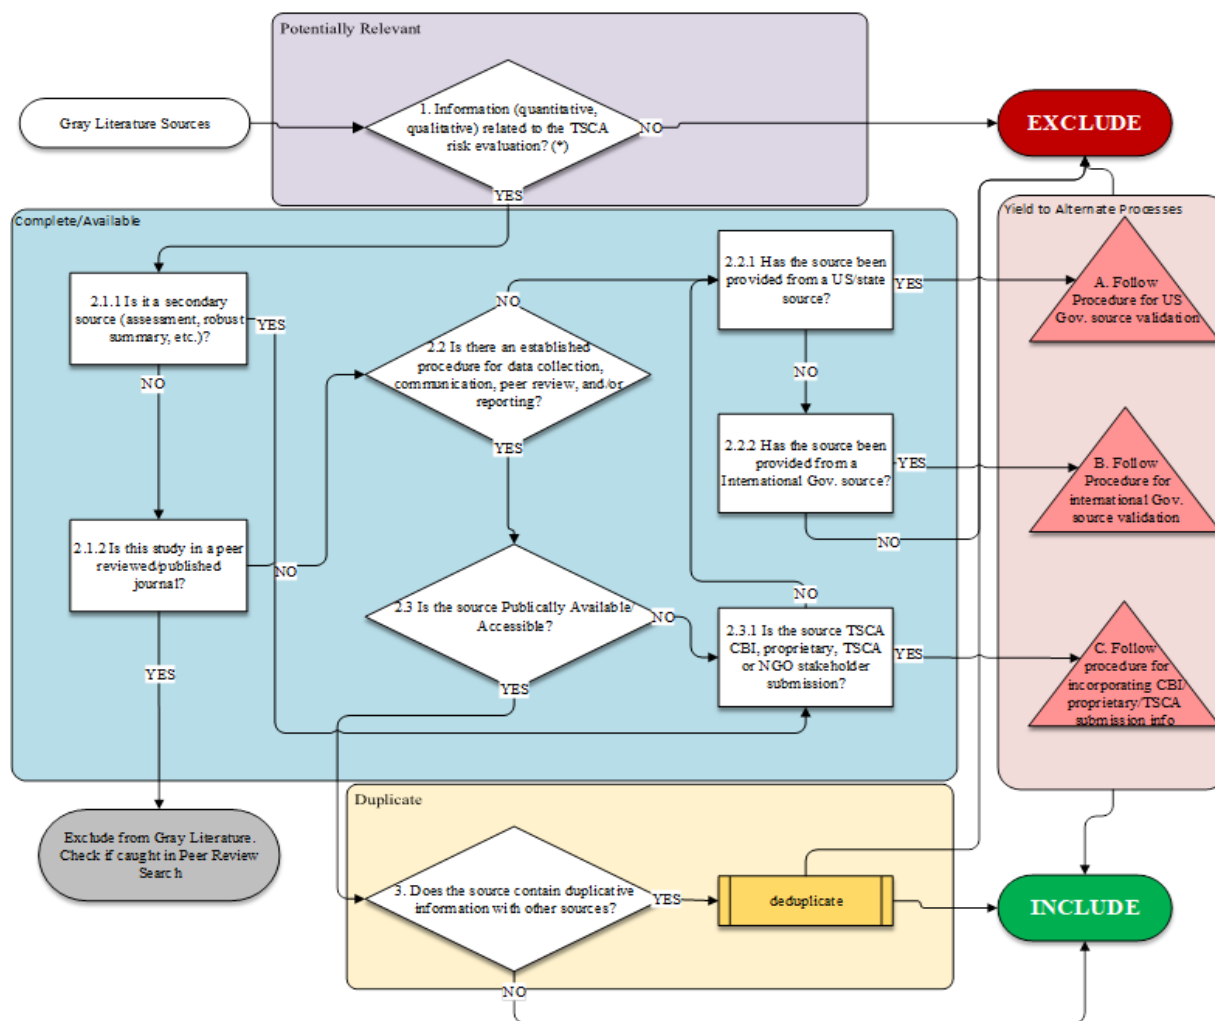 Potentially Relevant
Gray Literature Sources
1. Information (quantitative,
qualitative) related to the TSCA
risk evaluation? (*)
NO
EXCLUDE
YES
Complete/Available
Yield to Alternate Processes
2.1.1 Is it a secondary
source (assessment, robust
summary, etc.)?
YES
NO
2.2 Is there an established
procedure for data collection,
communication, peer review, and/or
reporting?
NO
YES
2.2.1 Has the source been
provided from a US/state
source?
YES
NO
A. Follow
Procedure for US
Gov. source validation
2.2.2 Has the source been
provided from a
International Gov. source?
YES
NO
B. Follow
Procedure for
international Gov.
source validation
2.1.2 Is this study in a peer
reviewed/published
journal?
NO
YES
2.3 Is the source Publically Available/
Accessible?
NO
YES
NO
2.3.1 Is the source TSCA
CBI, proprietary, TSCA
or NGO stakeholder
submission?
YES
C. Follow
procedure for
incorporating CBI/
proprietary/TSCA
submission info
Exclude from Gray Literature.
Check if caught in Peer Review
Search
Duplicate
3. Does the source contain duplicative
information with other sources?
YES
deduplicate
INCLUDE
NO